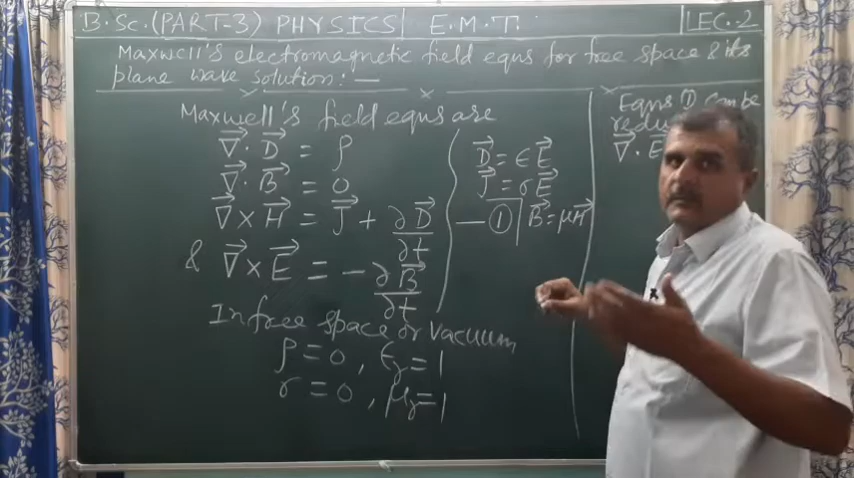 B.Sc.(PART-3) PHYSICS E.M.T. LEC.-2
Maxwell's electromagnetic field eqns for free space & its
plane wave solution:—
Maxwell's field eqns are
∇⃗·D⃗ = ρ
∇⃗·B⃗ = 0
∇⃗×H⃗ = J⃗ + ∂D⃗/∂t
& ∇⃗×E⃗ = -∂B⃗/∂t
D⃗=ϵE⃗
J⃗=σE⃗
—① B⃗=μH⃗
In free space or Vacuum
ρ=0, ϵr=1
σ=0, μr=1
Eqns ① can be
∇⃗·E